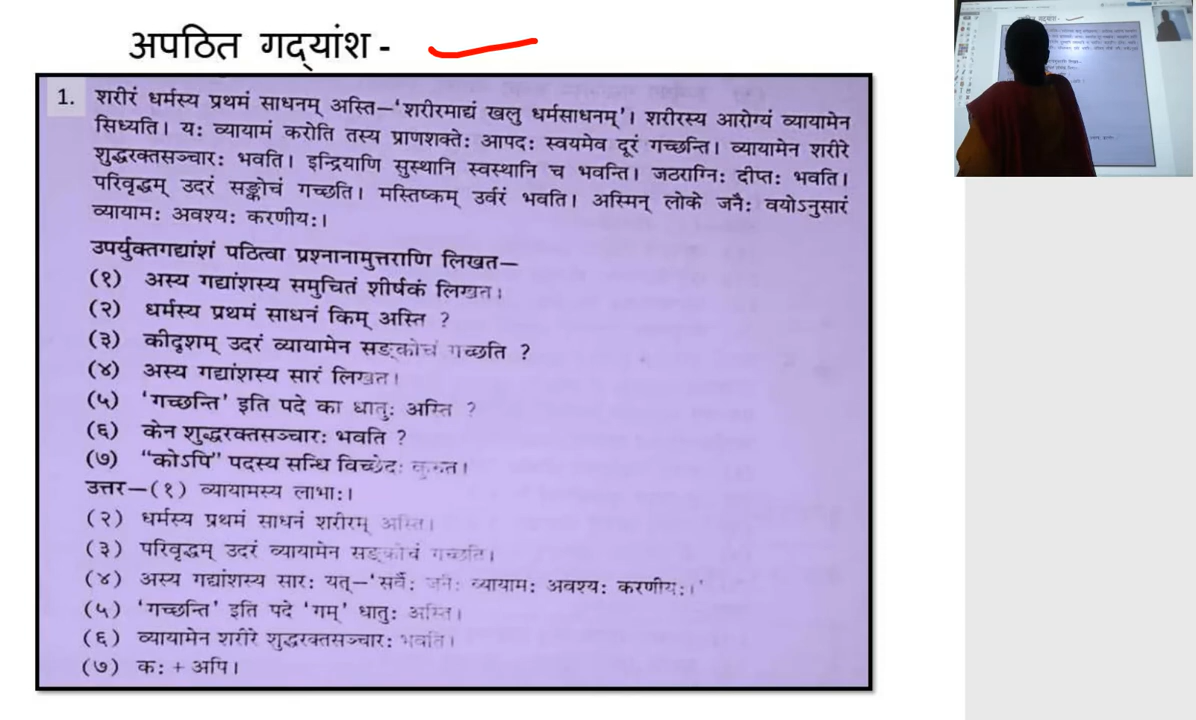 अपठित गद्यांश -
1. शरीरं धर्मस्य प्रथमं साधनम् अस्ति–‘शरीरमाद्यं खलु धर्मसाधनम्’। शरीरस्य आरोग्यं व्यायामेन
सिध्यति। य: व्यायामं करोति तस्य प्राणशक्ते: आपद: स्वयमेव दूरं गच्छन्ति। व्यायामेन शरीरे
शुद्धरक्तसञ्चार: भवति। इन्द्रियाणि सुस्थानि स्वस्थानि च भवन्ति। जठराग्नि: दीप्त: भवति।
परिवृद्धम् उदरं सङ्कोचं गच्छति। मस्तिष्कम् उर्वरं भवति। अस्मिन् लोके जनै: वयोऽनुसारं
व्यायाम: अवश्य: करणीय:।
उपर्युक्तगद्यांशं पठित्वा प्रश्नानामुत्तराणि लिखत–
(१) अस्य गद्यांशस्य समुचितं शीर्षकं लिखत।
(२) धर्मस्य प्रथमं साधनं किम् अस्ति ?
(३) कीदृशम् उदरं व्यायामेन सङ्कोचं गच्छति ?
(४) अस्य गद्यांशस्य सारं लिखत।
(५) ‘गच्छन्ति’ इति पदे का धातु: अस्ति ?
(६) केन शुद्धरक्तसञ्चार: भवति ?
(७) “कोऽपि” पदस्य सन्धि विच्छेद: कुरुत।
उत्तर–(१) व्यायामस्य लाभा:।
(२) धर्मस्य प्रथमं साधनं शरीरम् अस्ति।
(३) परिवृद्धम् उदरं व्यायामेन सङ्कोचं गच्छति।
(४) अस्य गद्यांशस्य सार: यत्–‘सर्वै: जनै: व्यायाम: अवश्य: करणीय:।’
(५) ‘गच्छन्ति’ इति पदे ‘गम्’ धातु: अस्ति।
(६) व्यायामेन शरीरे शुद्धरक्तसञ्चार: भवति।
(७) क: + अपि।